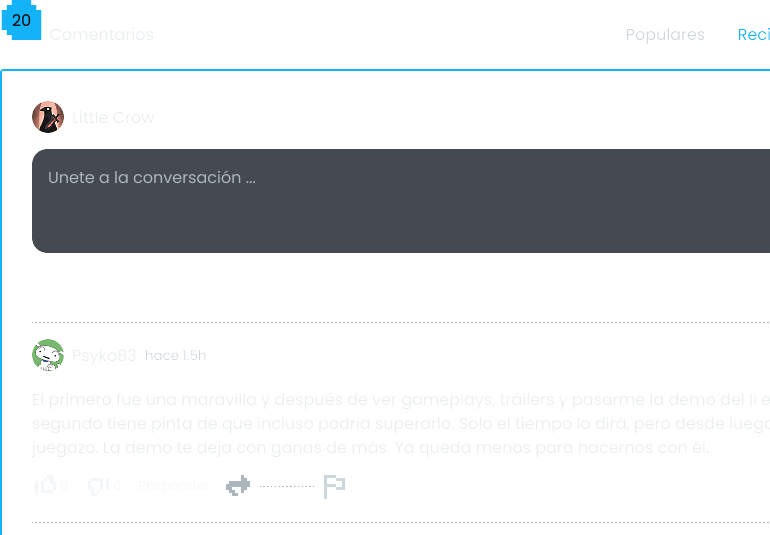 20
Comentarios
Populares Reci
Little Crow
Unete a la conversación ...
Psyko83 hace 1.5h
El primero fue una maravilla y después de ver gameplays, tráilers y pasarme la demo del II e
segundo tiene pinta de que incluso podría superarlo. Solo el tiempo lo dirá, pero desde luego
juegazo. La demo te deja con ganas de más. Ya queda menos para hacernos con él.
0 0 Responder